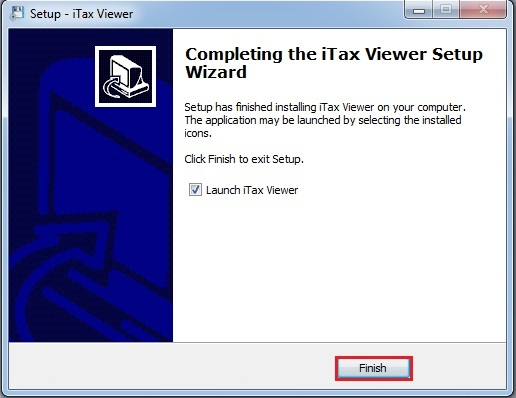 Setup - iTax Viewer
Completing the iTax Viewer Setup
Wizard
Setup has finished installing iTax Viewer on your computer.
The application may be launched by selecting the installed
icons.
Click Finish to exit Setup.
Launch iTax Viewer
Finish